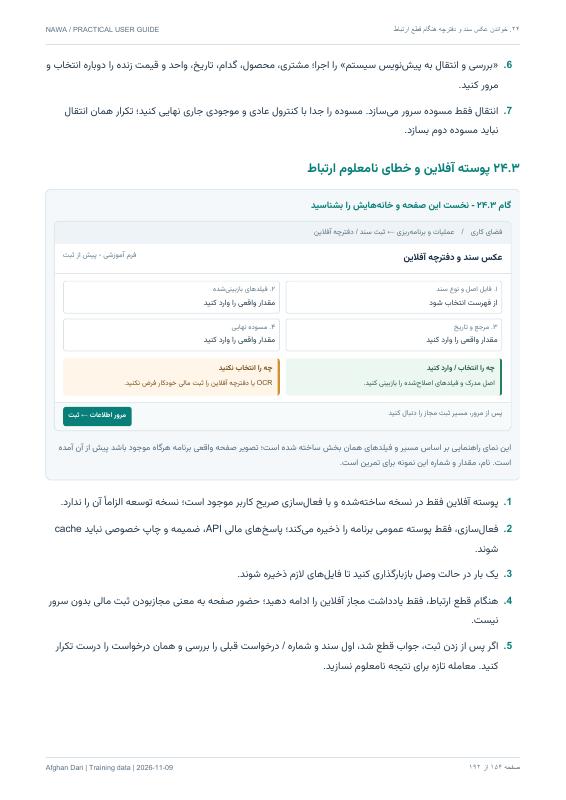 ۲۴. خواندن عکس سند و دفترچه هنگام قطع ارتباط
NAWA / PRACTICAL USER GUIDE
6. «بررسی و انتقال به پیش‌نویس سیستم» را اجرا؛ مشتری، محصول، گدام، تاریخ، واحد و قیمت زنده را دوباره انتخاب و
مرور کنید.
7. انتقال فقط مسوده سرور می‌سازد. مسوده را جدا با کنترول عادی و موجودی جاری نهایی کنید؛ تکرار همان انتقال
نباید مسوده دوم بسازد.
۲۴.۳ پوسته آفلاین و خطای نامعلوم ارتباط
گام ۲۴.۳ - نخست این صفحه و خانه‌هایش را بشناسید
فضای کاری / عملیات و برنامه‌ریزی ← ثبت سند / دفترچه آفلاین
عکس سند و دفترچه آفلاین
فرم آموزشی - پیش از ثبت
۱. فایل اصل و نوع سند
از فهرست انتخاب شود
۲. فیلدهای بازبینی‌شده
مقدار واقعی را وارد کنید
۳. مرجع و تاریخ
مقدار واقعی را وارد کنید
۴. مسوده نهایی
مقدار واقعی را وارد کنید
چه را انتخاب / وارد کنید
اصل مدرک و فیلدهای اصلاح‌شده را بازبینی کنید.
چه را انتخاب نکنید
OCR یا دفترچه آفلاین را ثبت مالی خودکار فرض نکنید.
پس از مرور، مسیر ثبت مجاز را دنبال کنید
مرور اطلاعات ← ثبت
این نمای راهنمایی بر اساس مسیر و فیلدهای همان بخش ساخته شده است؛ تصویر صفحه واقعی برنامه هرگاه موجود باشد پیش از آن آمده
است. نام، مقدار و شماره این نمونه برای تمرین است.
1. پوسته آفلاین فقط در نسخه ساخته‌شده و با فعال‌سازی صریح کاربر موجود است؛ نسخه توسعه الزاماً آن را ندارد.
2. فعال‌سازی، فقط پوسته عمومی برنامه را ذخیره می‌کند؛ پاسخ‌های مالی API، ضمیمه و چاپ خصوصی نباید cache
شوند.
3. یک بار در حالت وصل بازبارگذاری کنید تا فایل‌های لازم ذخیره شوند.
4. هنگام قطع ارتباط، فقط یادداشت مجاز آفلاین را ادامه دهید؛ حضور صفحه به معنی مجازبودن ثبت مالی بدون سرور
نیست.
5. اگر پس از زدن ثبت، جواب قطع شد، اول سند و شماره / درخواست قبلی را بررسی و همان درخواست را درست تکرار
کنید. معامله تازه برای نتیجه نامعلوم نسازید.
صفحه ۱۵۴ از ۱۹۲
Afghan Dari | Training data | 2026-11-09